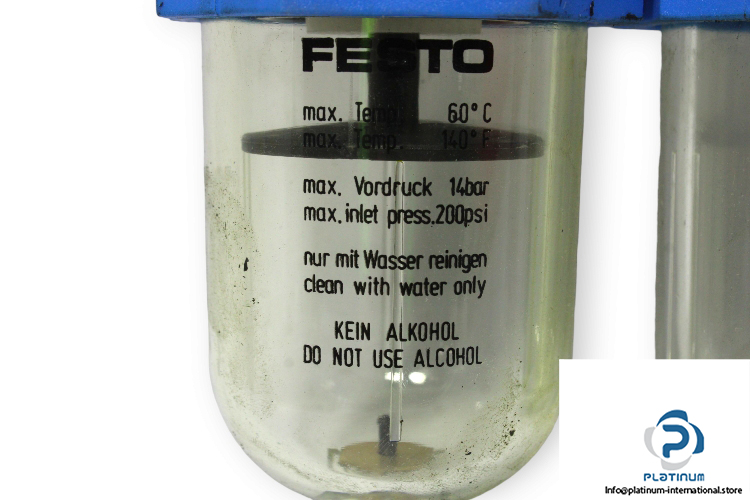 FESTO
max. Temp. 60°C
max. Temp. 140°F
max. Vordruck 14bar
max. inlet press. 200psi
nur mit Wasser reinigen
clean with water only
KEIN ALKOHOL
DO NOT USE ALCOHOL
PLATINUM
Info@platinum-international.store